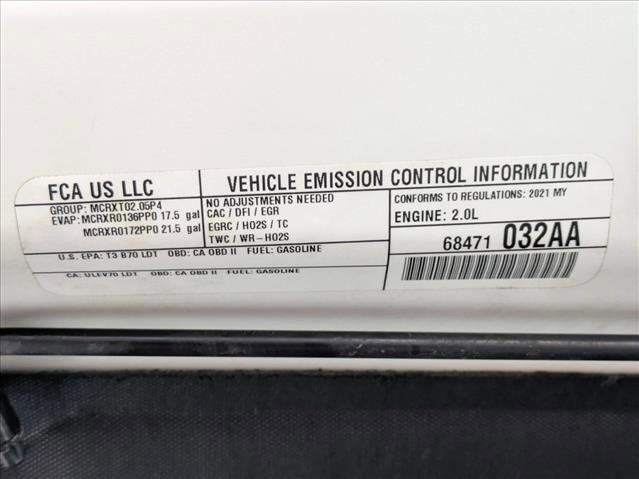 FCA US LLC
GROUP: MCRXT02.05P4
EVAP: MCRXR0136PP0 17.5 gal
MCRXR0172PP0 21.5 gal
VEHICLE EMISSION CONTROL INFORMATION
NO ADJUSTMENTS NEEDED
CAC / DFI / EGR
EGRC / HO2S / TC
TWC / WR-HO2S
CONFORMS TO REGULATIONS: 2021 MY
ENGINE: 2.0L
68471 032AA
U.S. EPA: T3 B70 LDT OBD: CA OBD II FUEL: GASOLINE
CA: ULEV70 LDT OBD: CA OBD II FUEL: GASOLINE